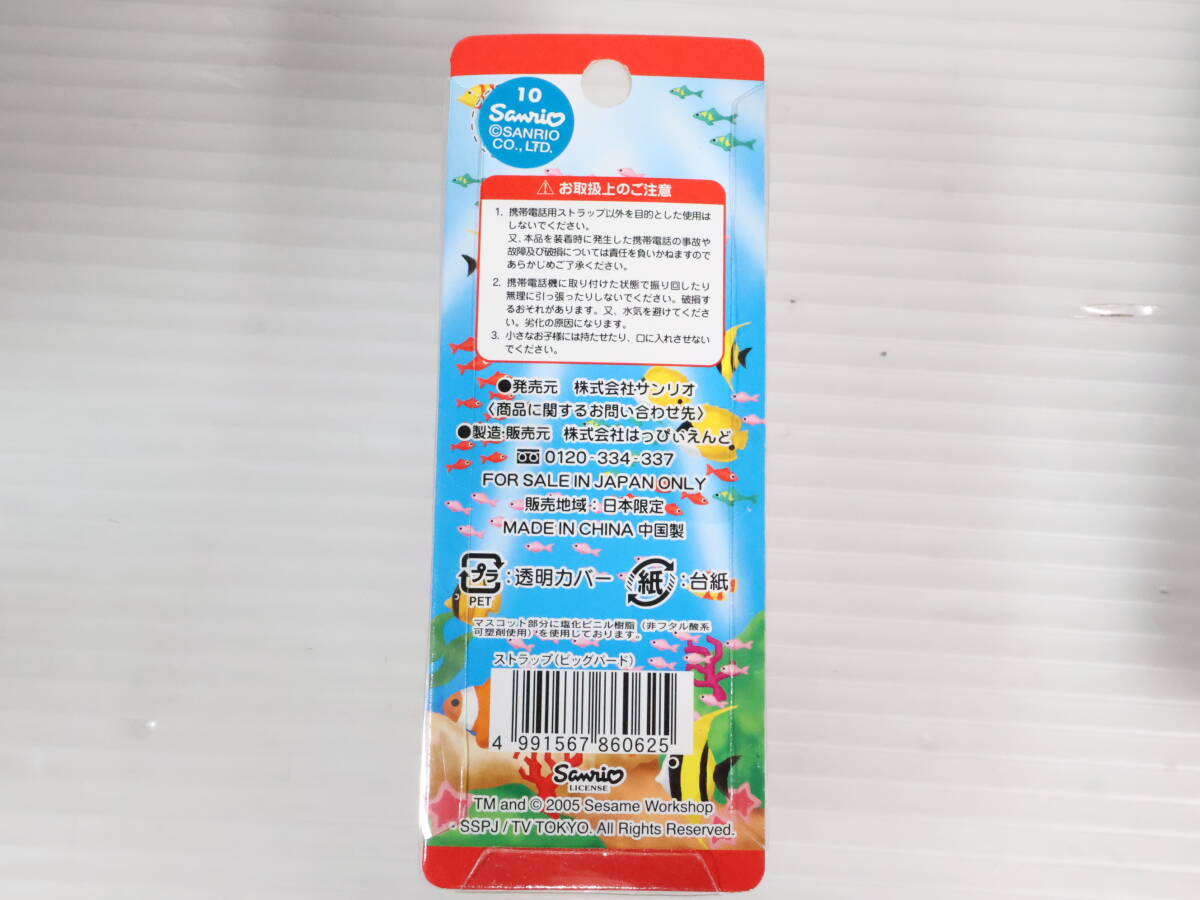 10
Sanrio
©SANRIO
CO., LTD.
⚠ お取扱上のご注意
1. 携帯電話用ストラップ以外を目的とした使用は
しないでください。
又、本品を装着時に発生した携帯電話の事故や
故障及び破損については責任を負いかねますので
あらかじめご了承ください。
2. 携帯電話機に取り付けた状態で振り回したり
無理に引っ張ったりしないでください。破損す
るおそれがあります。又、水気を避けてくださ
い。劣化の原因になります。
3. 小さなお子様には持たせたり、口に入れさせない
でください。
●発売元 株式会社サンリオ
〈商品に関するお問い合わせ先〉
●製造・販売元 株式会社はっぴぃえんど
0120-334-337
FOR SALE IN JAPAN ONLY
販売地域：日本限定
MADE IN CHINA 中国製
プラ:透明カバー 紙:台紙
PET
マスコット部分に塩化ビニル樹脂（非フタル酸系
可塑剤使用）を使用しております。
ストラップ(ビッグバード)
4 991567 860625
Sanrio
LICENSE
TM and © 2005 Sesame Workshop
SSPJ / TV TOKYO. All Rights Reserved.